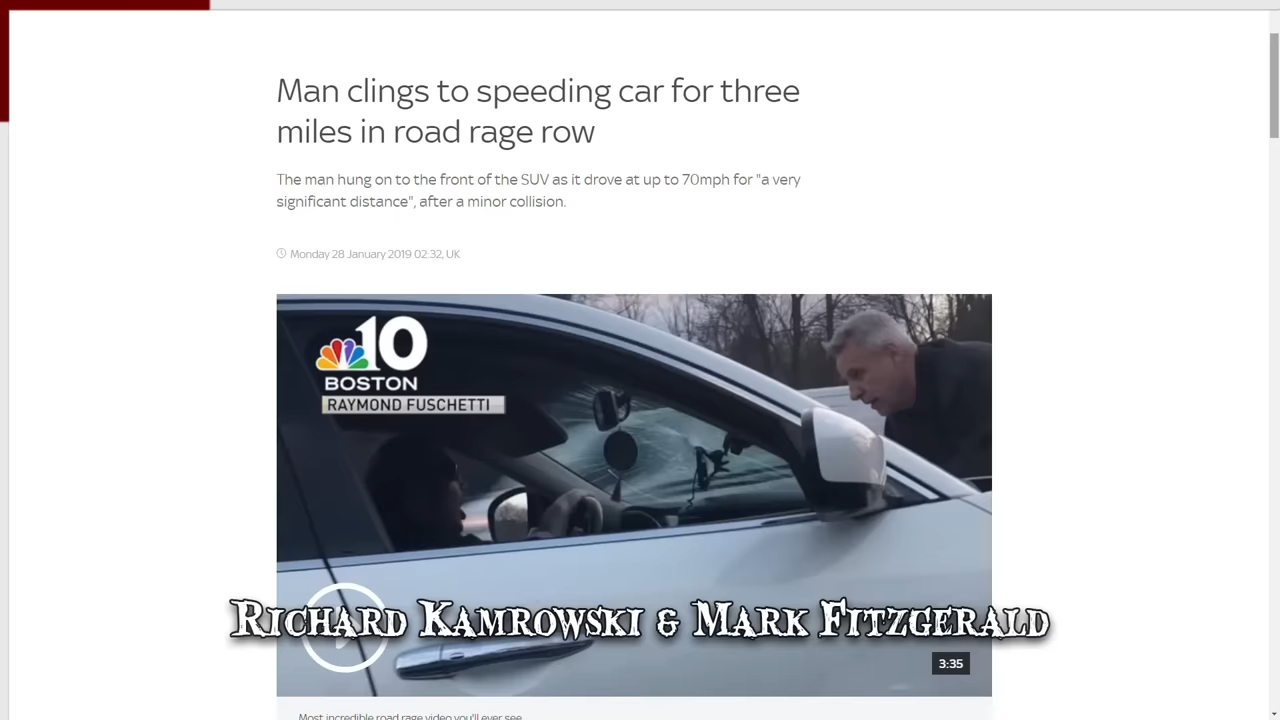 Man clings to speeding car for three
miles in road rage row
The man hung on to the front of the SUV as it drove at up to 70mph for "a very
significant distance", after a minor collision.
Monday 28 January 2019 02:32, UK
10
BOSTON
RAYMOND FUSCHETTI
RICHARD KAMROWSKI & MARK FITZGERALD
3:35
Most incredible road rage video you'll ever see